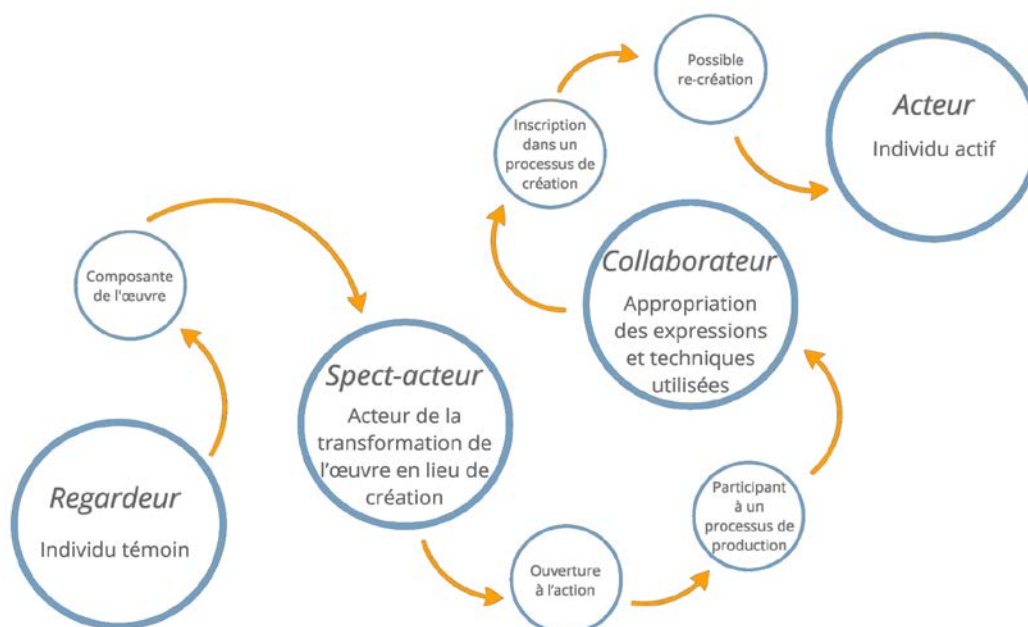 Regardeur
Individu témoin
Composante
de l'œuvre
Spect-acteur
Acteur de la
transformation de
l'œuvre en lieu de
création
Ouverture
à l'action
Participant
à un
processus de
production
Collaborateur
Appropriation
des expressions
et techniques
utilisées
Inscription
dans un
processus de
création
Possible
re-création
Acteur
Individu actif